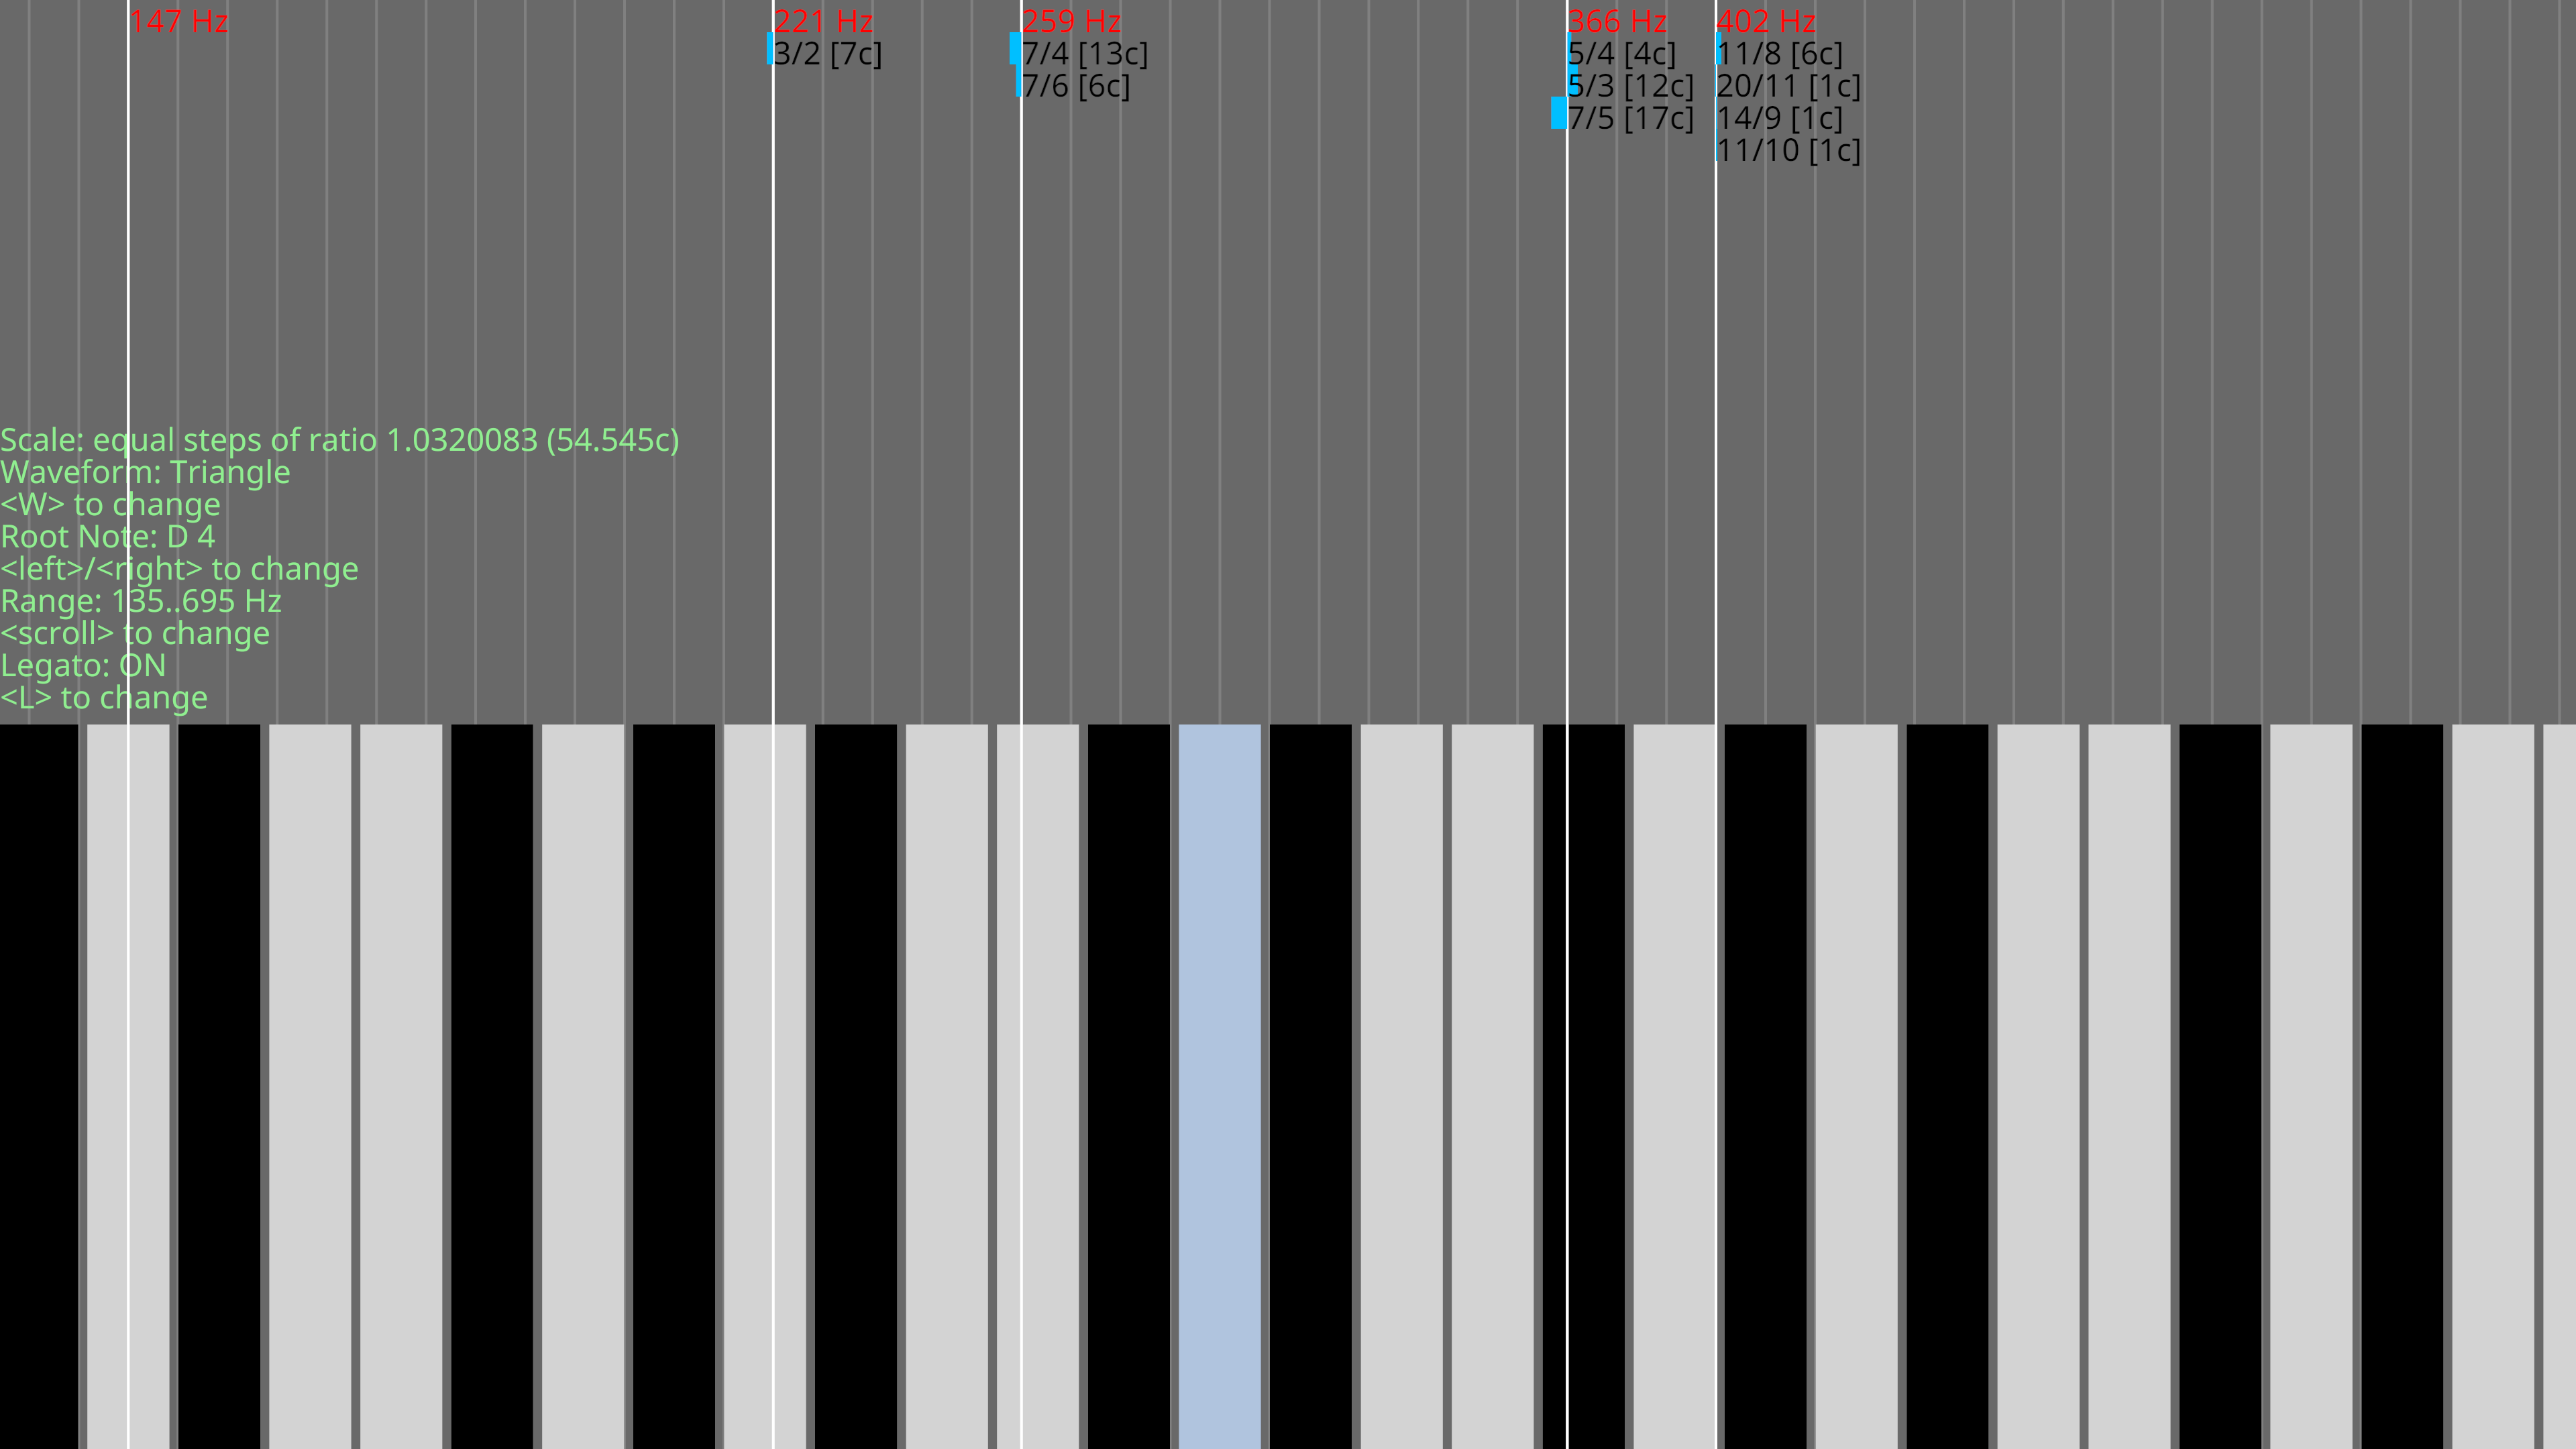 147 Hz 221 Hz 259 Hz 366 Hz 402 Hz
3/2 [7c] 7/4 [13c] 5/4 [4c] 11/8 [6c]
7/6 [6c] 5/3 [12c] 20/11 [1c]
7/5 [17c] 14/9 [1c]
11/10 [1c]
Scale: equal steps of ratio 1.0320083 (54.545c)
Waveform: Triangle
<W> to change
Root Note: D 4
<left>/<right> to change
Range: 135..695 Hz
<scroll> to change
Legato: ON
<L> to change